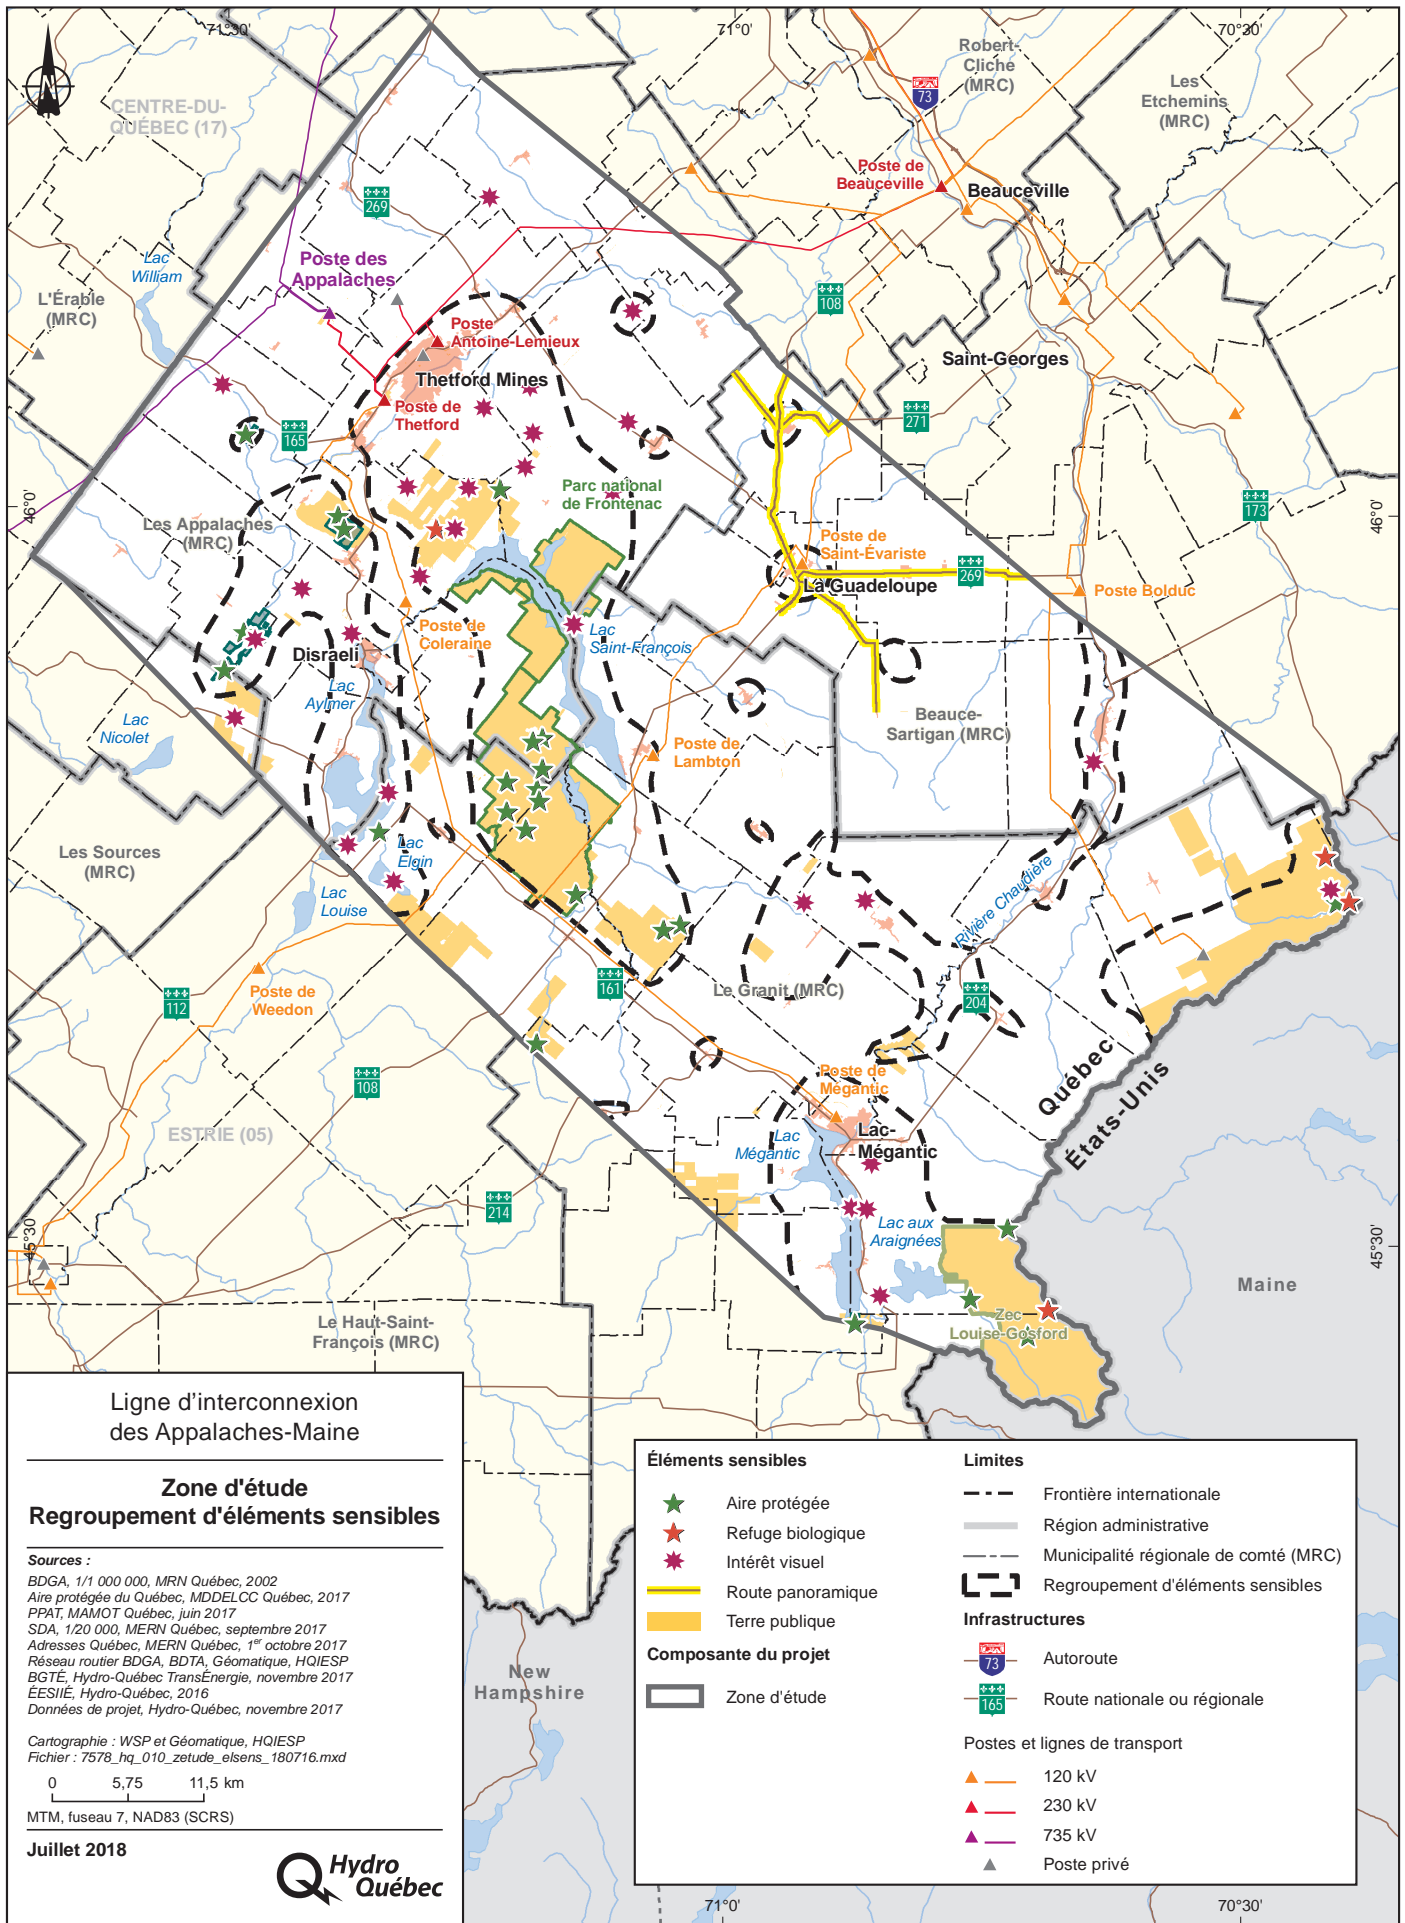 71°30'
71°0'
70°30'
Robert-
Cliche
(MRC)
73
Les
Etchemins
(MRC)
CENTRE-DU-
QUÉBEC (17)
Poste de
Beauceville
Beauceville
269
Lac
William
Poste des
Appalaches
L'Érable
(MRC)
108
Poste
Antoine-Lemieux
Saint-Georges
Thetford Mines
Poste de
Thetford
271
165
Parc national
de Frontenac
173
46°0'
46°0'
Les Appalaches
(MRC)
Poste de
Saint-Évariste
La Guadeloupe
269
Poste Bolduc
Poste de
Coleraine
Lac
Saint-François
Disraeli
Lac
Aylmer
Lac
Nicolet
Beauce-
Sartigan (MRC)
Poste de
Lambton
Les Sources
(MRC)
Lac
Elgin
Lac
Louise
Rivière Chaudière
161
Le Granit (MRC)
204
112
Poste de
Weedon
Québec
États-Unis
108
Poste de
Mégantic
ESTRIE (05)
Lac
Mégantic
Lac-
Mégantic
214
Lac aux
Araignées
45°30
45°30'
Maine
Zec
Louise-Gosford
Le Haut-Saint-
François (MRC)
New
Hampshire
71°0'
70°30'
Ligne d'interconnexion
des Appalaches-Maine
Zone d'étude
Regroupement d'éléments sensibles
Sources :
BDGA, 1/1 000 000, MRN Québec, 2002
Aire protégée du Québec, MDDELCC Québec, 2017
PPAT, MAMOT Québec, juin 2017
SDA, 1/20 000, MERN Québec, septembre 2017
Adresses Québec, MERN Québec, 1er octobre 2017
Réseau routier BDGA, BDTA, Géomatique, HQIESP
BGTÉ, Hydro-Québec TransÉnergie, novembre 2017
ÉESIIÉ, Hydro-Québec, 2016
Données de projet, Hydro-Québec, novembre 2017
Cartographie : WSP et Géomatique, HQIESP
Fichier : 7578_hq_010_zetude_elsens_180716.mxd
0 5,75 11,5 km
MTM, fuseau 7, NAD83 (SCRS)
Juillet 2018
Hydro
Québec
Éléments sensibles
Aire protégée
Refuge biologique
Intérêt visuel
Route panoramique
Terre publique
Composante du projet
Zone d'étude
Limites
Frontière internationale
Région administrative
Municipalité régionale de comté (MRC)
Regroupement d'éléments sensibles
Infrastructures
73
Autoroute
165
Route nationale ou régionale
Postes et lignes de transport
120 kV
230 kV
735 kV
Poste privé